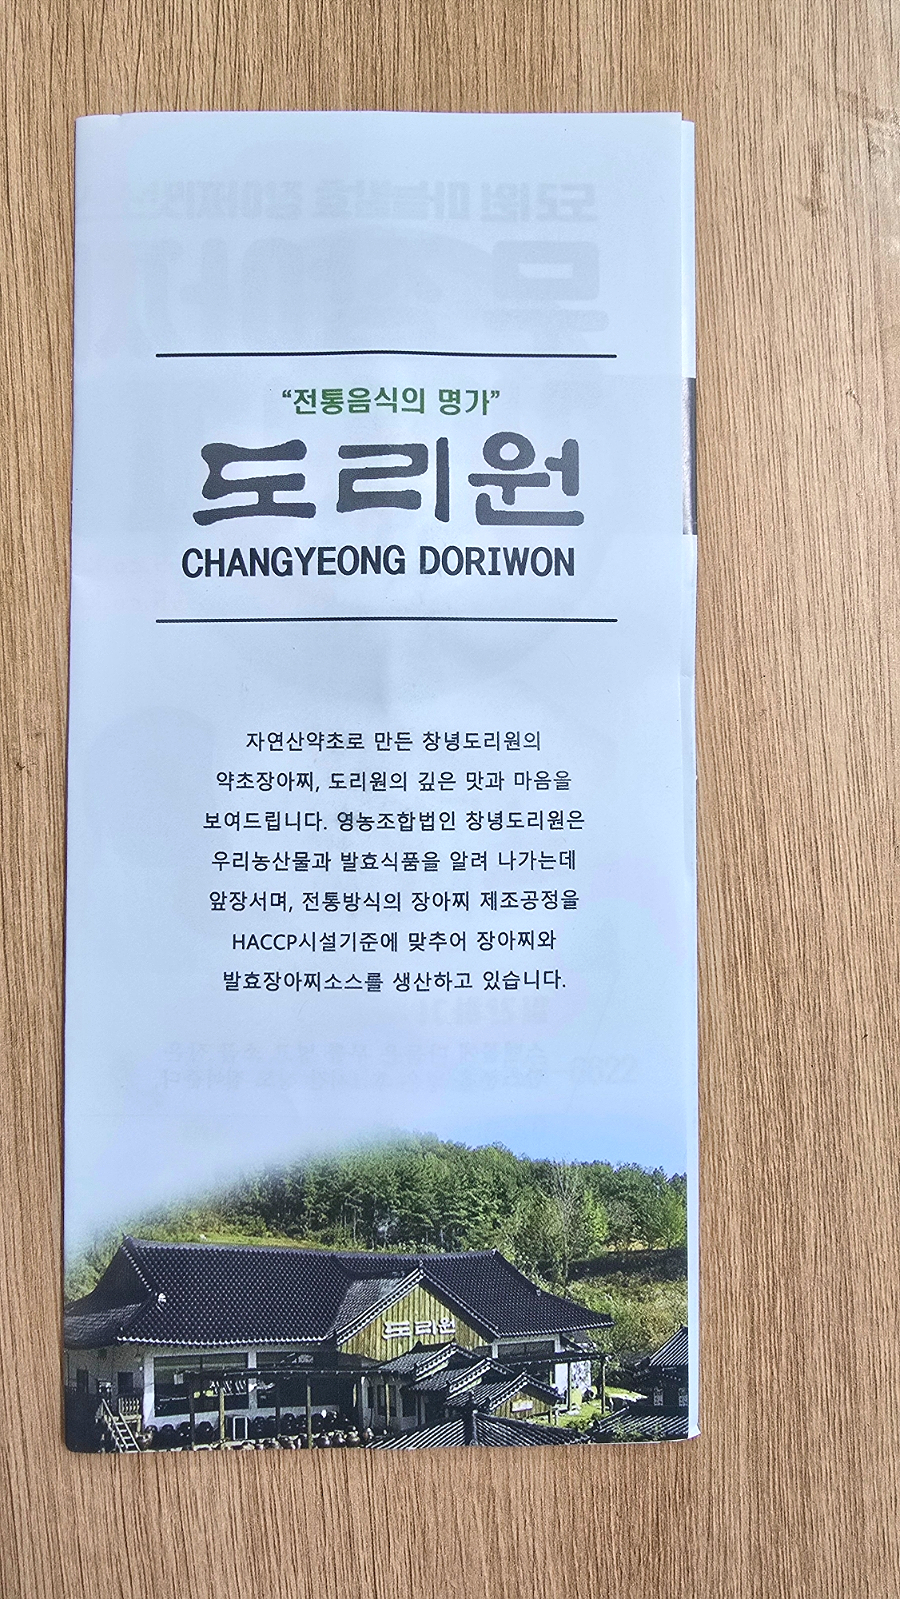 “전통음식의 명가”
도리원
CHANGYEONG DORIWON
자연산약초로 만든 창녕도리원의
약초장아찌, 도리원의 깊은 맛과 마음을
보여드립니다. 영농조합법인 창녕도리원은
우리농산물과 발효식품을 알려 나가는데
앞장서며, 전통방식의 장아찌 제조공정을
HACCP시설기준에 맞추어 장아찌와
발효장아찌소스를 생산하고 있습니다.
도리원